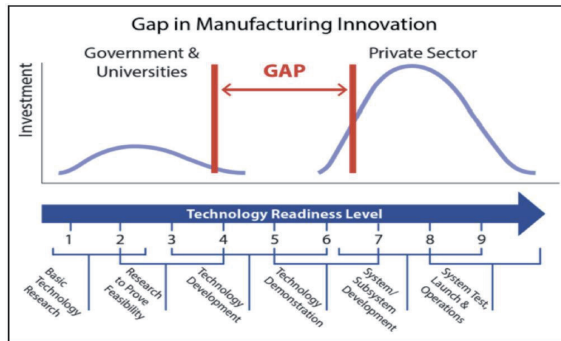 Gap in Manufacturing Innovation
Government &
Universities
GAP
Private Sector
Investment
Technology Readiness Level
1 2 3 4 5 6 7 8 9
Basic
Technology
Research
Research
to Prove
Feasibility
Technology
Development
Technology
Demonstration
System/
Subsystem
Development
System Test,
Launch &
Operations